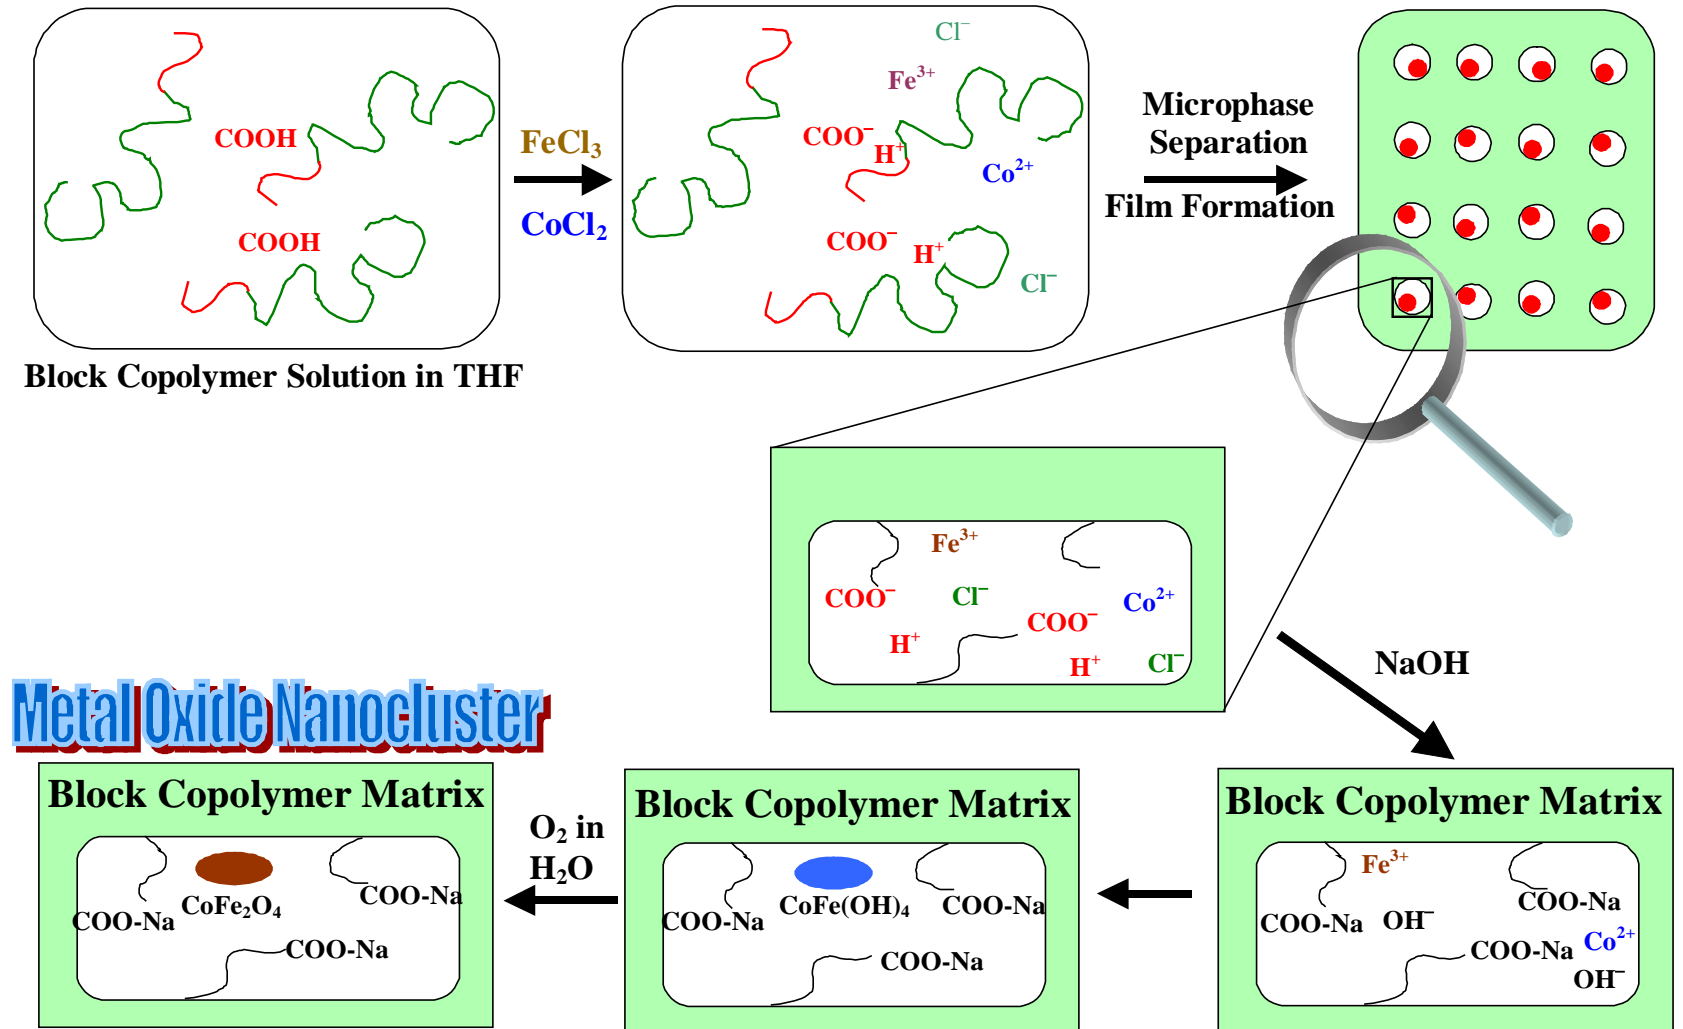 COOH
COOH
Block Copolymer Solution in THF
FeCl₃
CoCl₂
Cl⁻
Fe³⁺
COO⁻
H⁺
Co²⁺
COO⁻
H⁺
Cl⁻
Microphase
Separation
Film Formation
Fe³⁺
COO⁻
Cl⁻
Co²⁺
COO⁻
H⁺
H⁺
Cl⁻
NaOH
Metal Oxide Nanocluster
Block Copolymer Matrix
CoFe₂O₄
COO-Na
COO-Na
COO-Na
O₂ in
H₂O
Block Copolymer Matrix
CoFe(OH)₄
COO-Na
COO-Na
COO-Na
Block Copolymer Matrix
Fe³⁺
COO-Na
COO-Na
OH⁻
Co²⁺
COO-Na
OH⁻